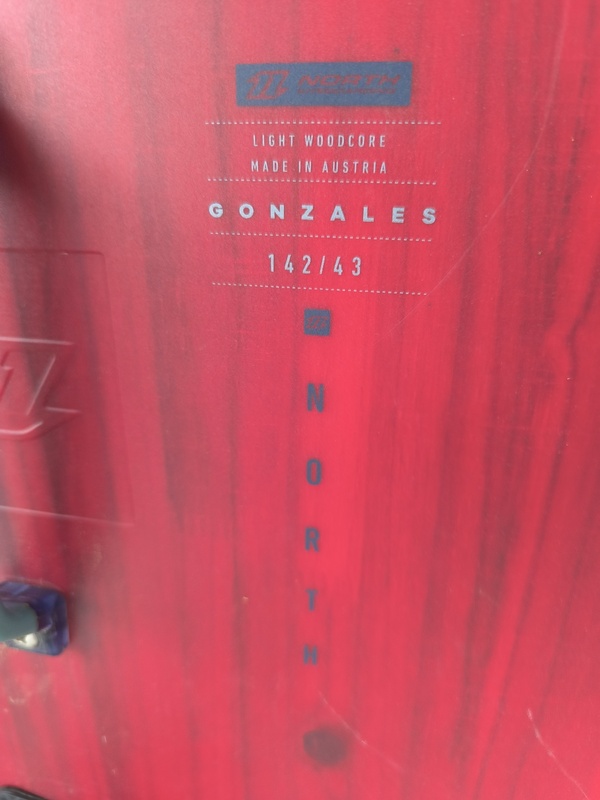 NORTH
LIGHT WOODCORE
MADE IN AUSTRIA
GONZALES
142/43
NORTH